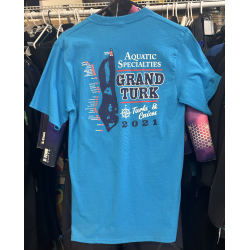 Aquatic
Specialties
GRAND
TURK
Turks &
Caicos
2021